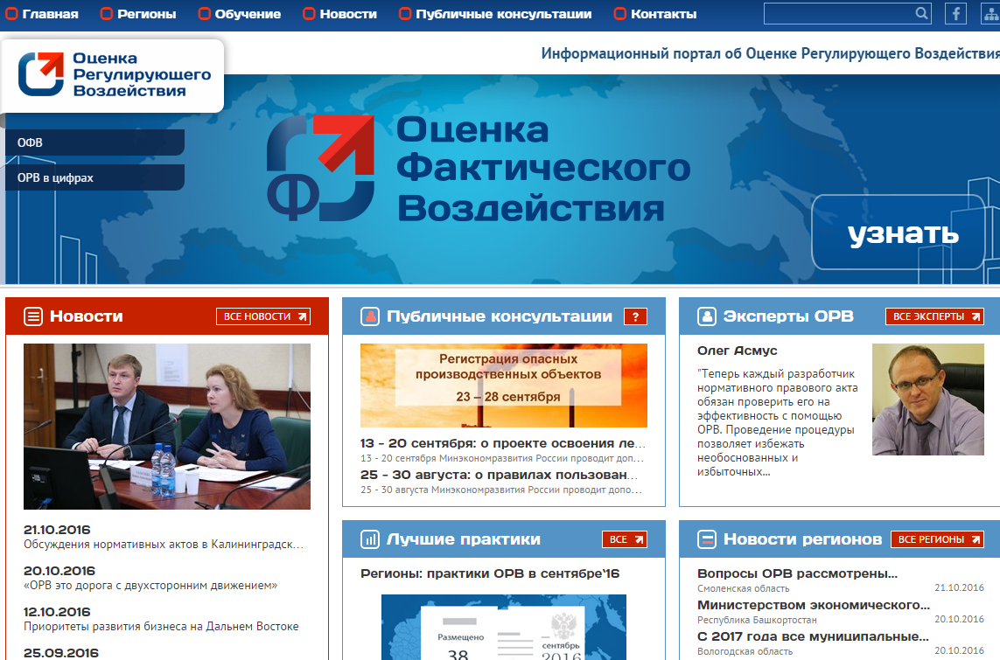 Главная
Регионы
Обучение
Новости
Публичные консультации
Контакты
Оценка
Регулирующего
Воздействия
Информационный портал об Оценке Регулирующего Воздействия
ОФВ
ОРВ в цифрах
Ф
Оценка
Фактического
Воздействия
узнать
Новости
ВСЕ НОВОСТИ
21.10.2016
Обсуждения нормативных актов в Калининградск...
20.10.2016
«ОРВ это дорога с двухсторонним движением»
12.10.2016
Приоритеты развития бизнеса на Дальнем Востоке
25.09.2016
Публичные консультации
?
Регистрация опасных
производственных объектов
23 – 28 сентября
13 - 20 сентября: о проекте освоения ле...
13 - 20 сентября Минэкономразвития России проводит доп...
25 - 30 августа: о правилах пользован...
25 - 30 августа Минэкономразвития России проводит допо...
Эксперты ОРВ
ВСЕ ЭКСПЕРТЫ
Олег Асмус
"Теперь каждый разработчик
нормативного правового акта
обязан проверить его на
эффективность с помощью
ОРВ. Проведение процедуры
позволяет избежать
необоснованных и
избыточных...
Лучшие практики
ВСЕ
Регионы: практики ОРВ в сентябре'16
Размещено
38
сентябрь
2016
Новости регионов
ВСЕ РЕГИОНЫ
Вопросы ОРВ рассмотрены...
Смоленская область
21.10.2016
Министерством экономического...
Республика Башкортостан
20.10.2016
С 2017 года все муниципальные...
Вологодская область
20.10.2016